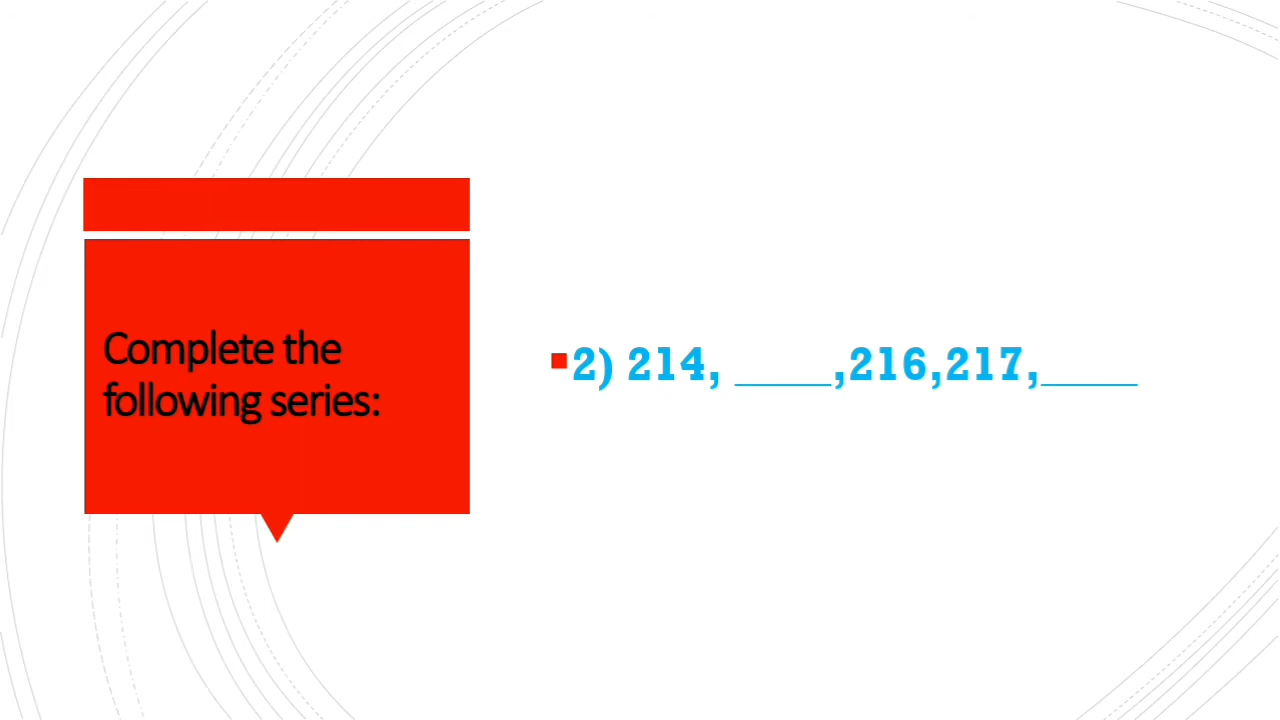 Complete the
following series:
2) 214, ____,216,217,____